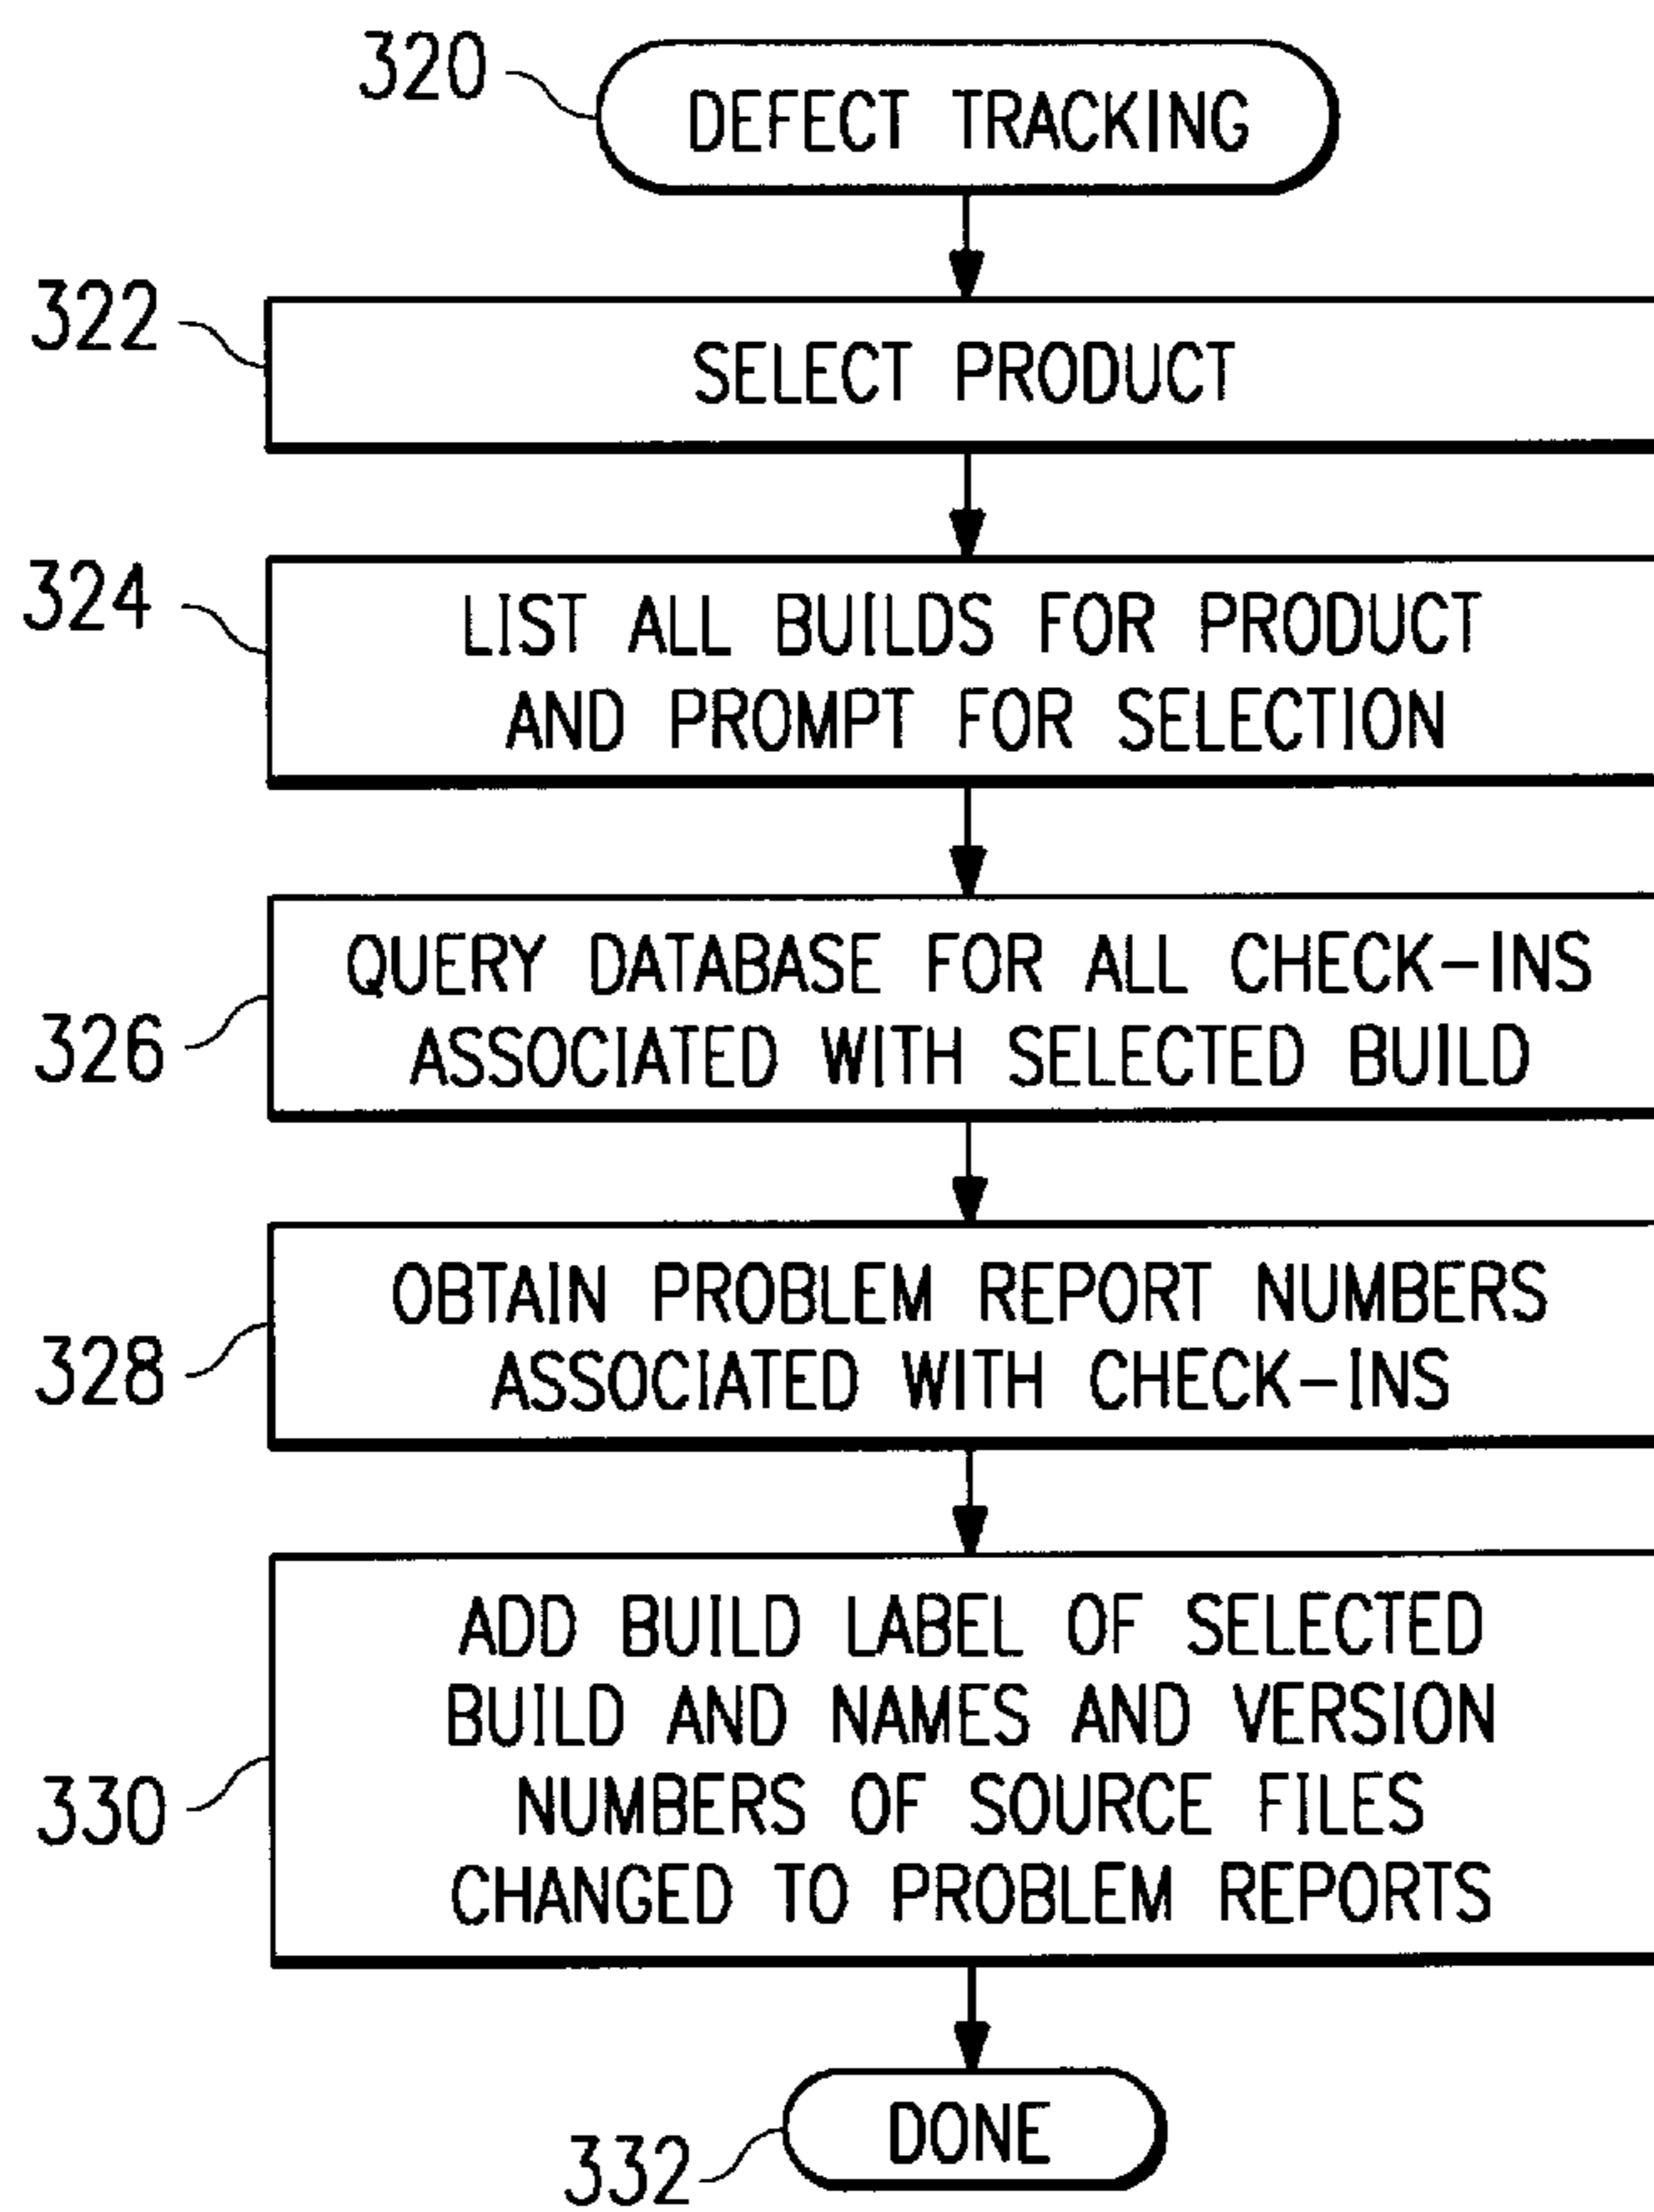 320
DEFECT TRACKING
322
SELECT PRODUCT
324
LIST ALL BUILDS FOR PRODUCT
AND PROMPT FOR SELECTION
326
QUERY DATABASE FOR ALL CHECK-INS
ASSOCIATED WITH SELECTED BUILD
328
OBTAIN PROBLEM REPORT NUMBERS
ASSOCIATED WITH CHECK-INS
330
ADD BUILD LABEL OF SELECTED
BUILD AND NAMES AND VERSION
NUMBERS OF SOURCE FILES
CHANGED TO PROBLEM REPORTS
332
DONE